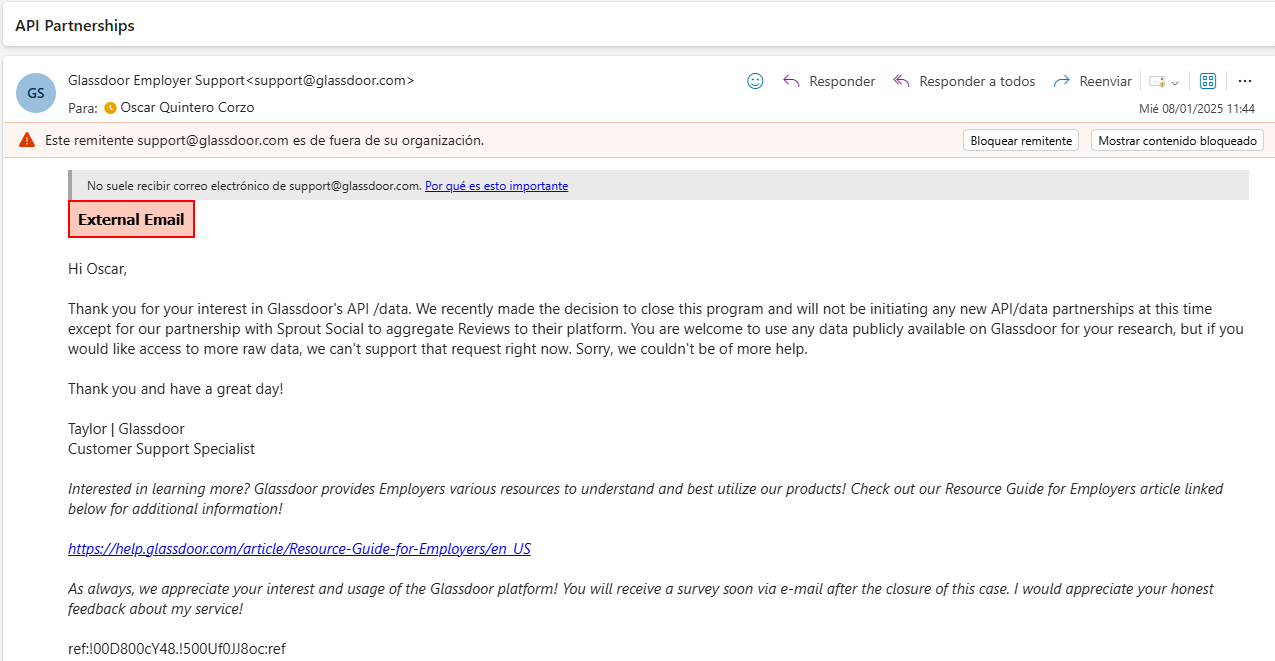 API Partnerships
GS
Glassdoor Employer Support<support@glassdoor.com>
Responder
Responder a todos
Reenviar
Para: Oscar Quintero Corzo
Mié 08/01/2025 11:44
Este remitente support@glassdoor.com es de fuera de su organización.
Bloquear remitente
Mostrar contenido bloqueado
No suele recibir correo electrónico de support@glassdoor.com. Por qué es esto importante
External Email
Hi Oscar,
Thank you for your interest in Glassdoor's API /data. We recently made the decision to close this program and will not be initiating any new API/data partnerships at this time
except for our partnership with Sprout Social to aggregate Reviews to their platform. You are welcome to use any data publicly available on Glassdoor for your research, but if you
would like access to more raw data, we can't support that request right now. Sorry, we couldn't be of more help.
Thank you and have a great day!
Taylor | Glassdoor
Customer Support Specialist
Interested in learning more? Glassdoor provides Employers various resources to understand and best utilize our products! Check out our Resource Guide for Employers article linked
below for additional information!
https://help.glassdoor.com/article/Resource-Guide-for-Employers/en_US
As always, we appreciate your interest and usage of the Glassdoor platform! You will receive a survey soon via e-mail after the closure of this case. I would appreciate your honest
feedback about my service!
ref:!00D800cY48.!500Uf0JJ8oc:ref